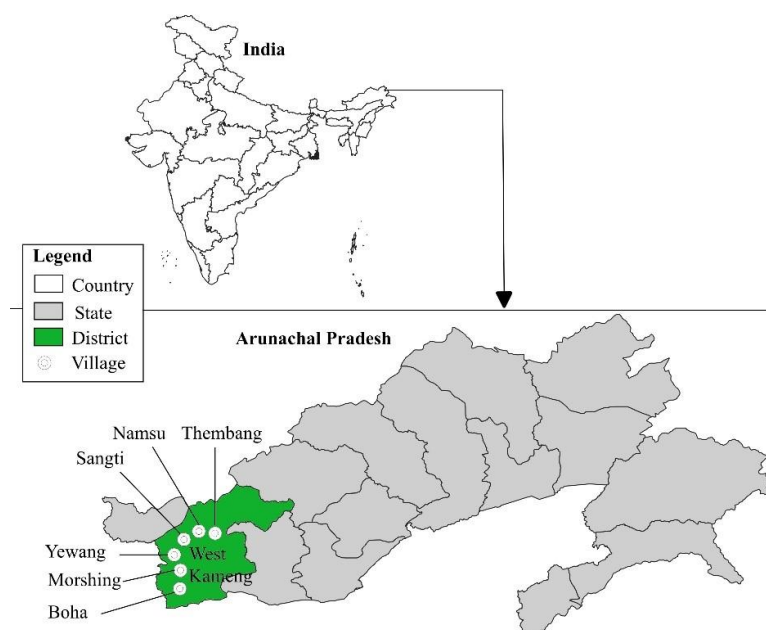 India
Legend
Country
State
District
Village
Arunachal Pradesh
Namsu
Thembang
Sangti
Yewang
West
Kameng
Morshing
Boha